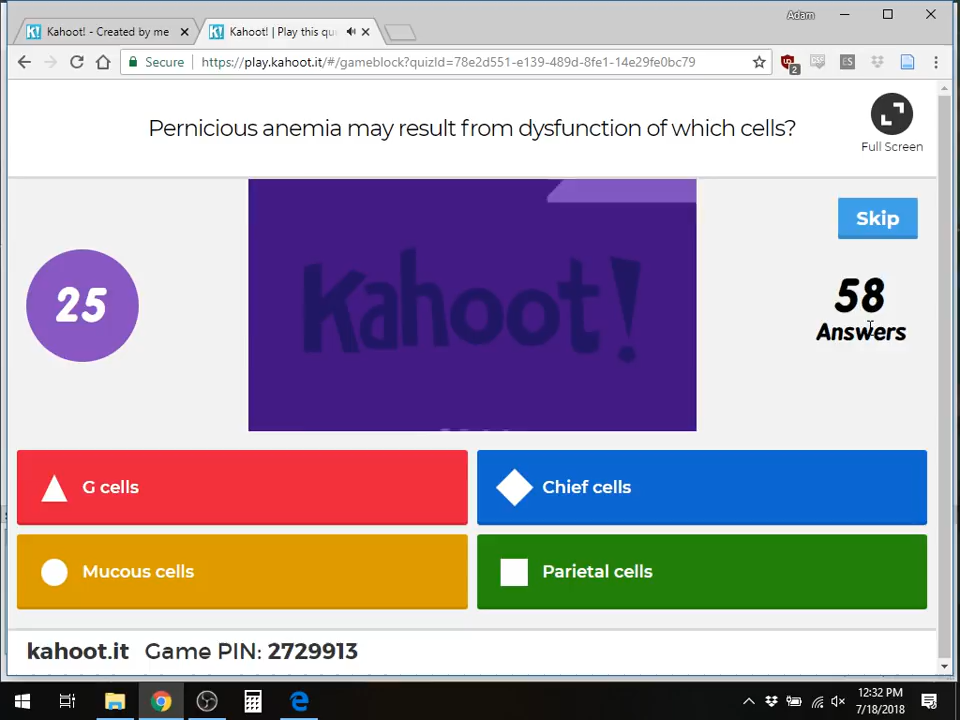 Adam
Kahoot! - Created by me
Kahoot! | Play this qu
Secure
https://play.kahoot.it/#/gameblock?quizId=78e2d551-e139-489d-8fe1-14e29fe0bc79
2
ES
Pernicious anemia may result from dysfunction of which cells?
Full Screen
Skip
25
Kahoot!
58
Answers
G cells
Chief cells
Mucous cells
Parietal cells
kahoot.it Game PIN: 2729913
12:32 PM
7/18/2018